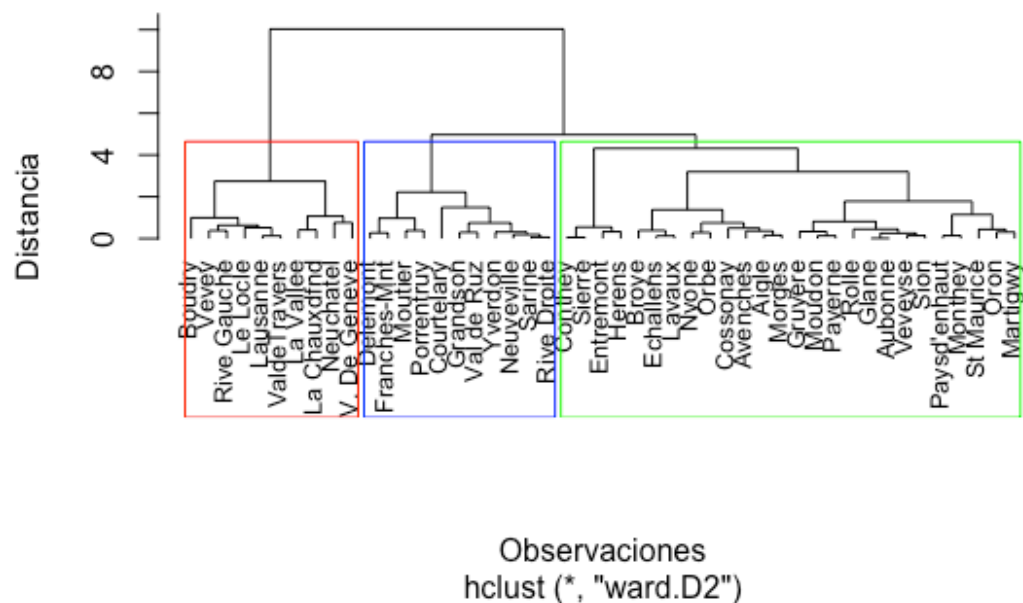 Distancia
8
4
0
Boudry
Vevey
Rive Gauche
Le Locle
Lausanne
ValdeTravers
La Vallee
La Chauxdfnd
Neuchatel
V. De Geneve
Delemont
Franches-Mnt
Moutier
Porrentruy
Courtelary
Grandson
Val de Ruz
Yverdon
Neuveville
Sarine
Rive Droite
Conthey
Sierre
Entremont
Herens
Broye
Echallens
Lavaux
Nyone
Orbe
Cossonay
Avenches
Aigle
Morges
Gruyere
Moudon
Payerne
Rolle
Glane
Aubonne
Veveyse
Sion
Paysd'enhaut
Monthey
St Maurice
Oron
Martigwy
Observaciones
hclust (*, "ward.D2")